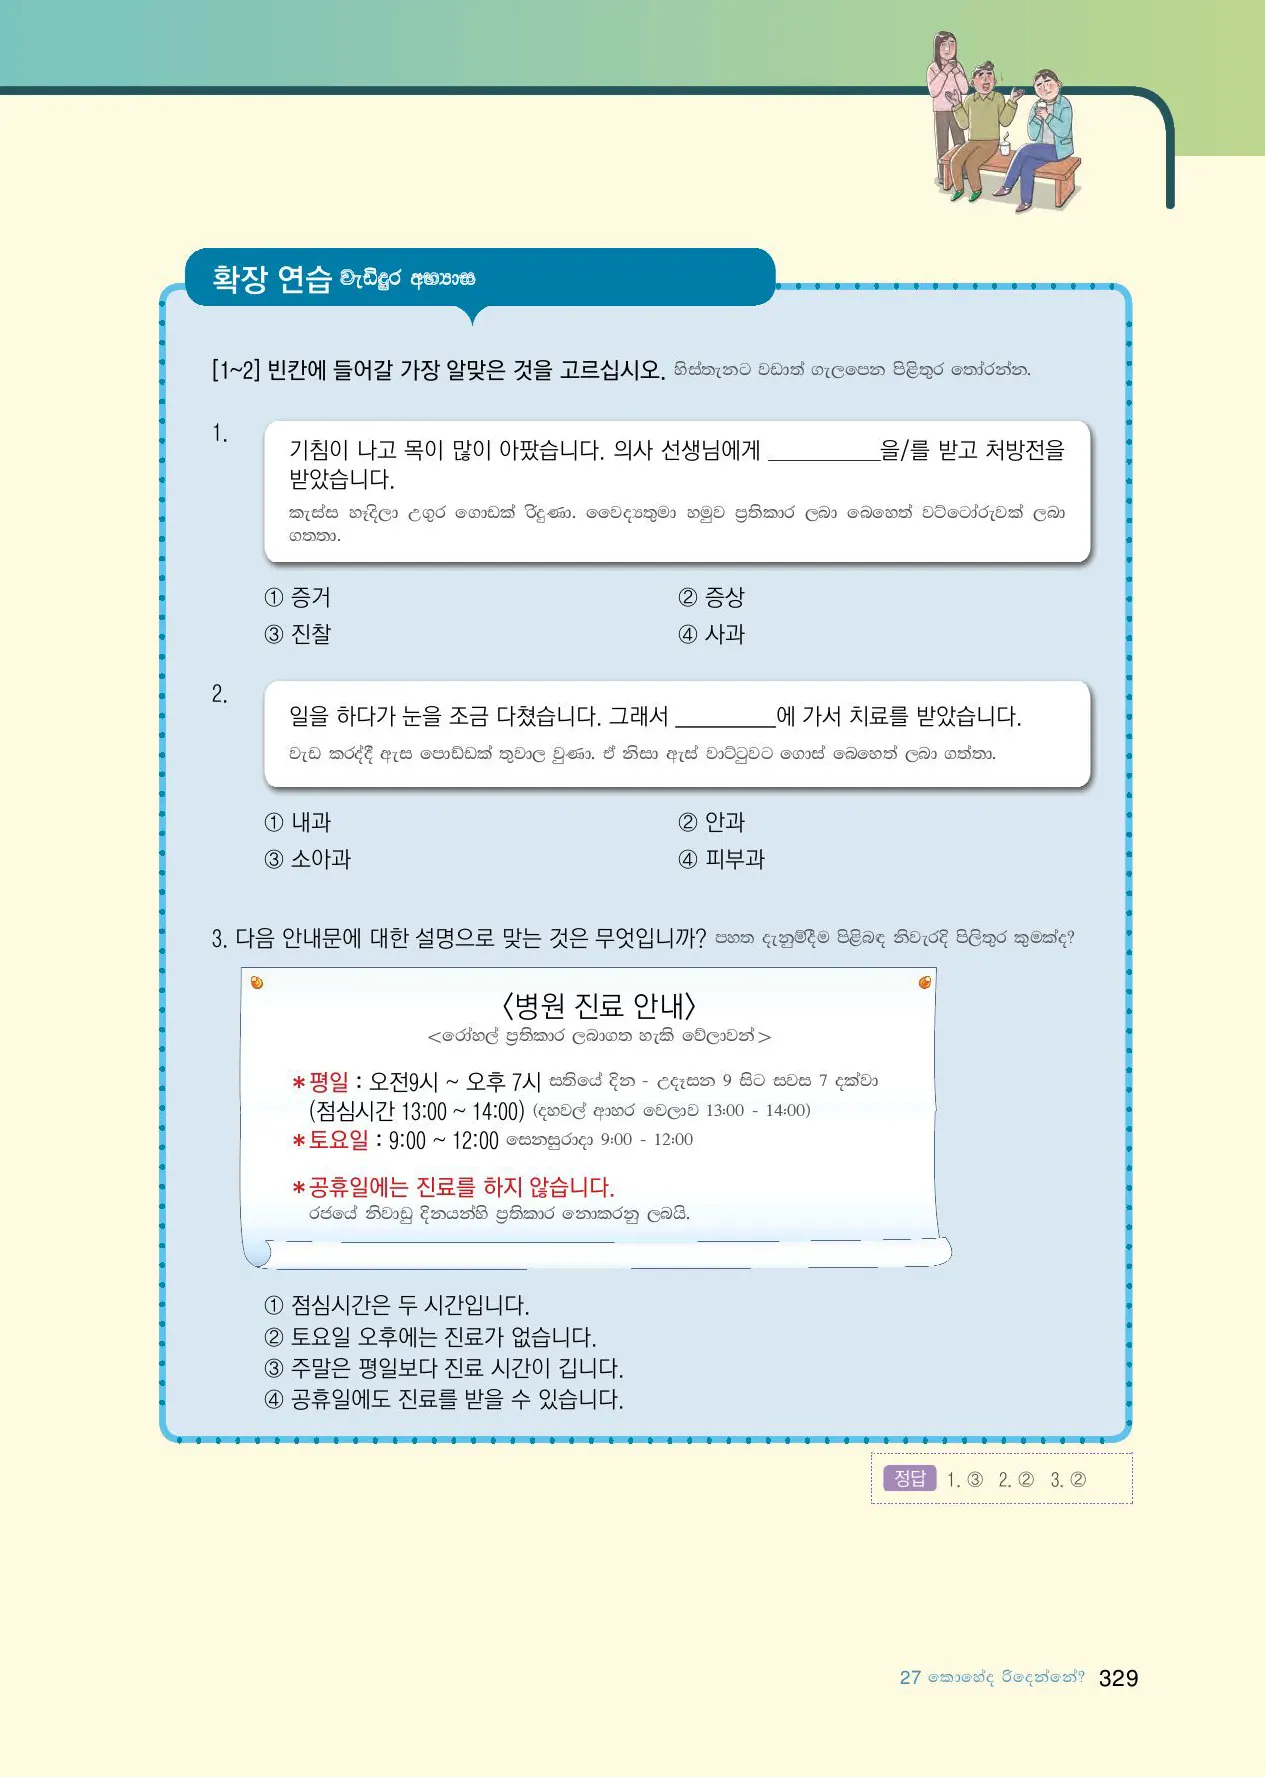 확장 연습 වැඩිදුර අභ්‍යාස
[1~2] 빈칸에 들어갈 가장 알맞은 것을 고르십시오. හිස්තැනට වඩාත් ගැලපෙන පිළිතුර තෝරන්න.
1.
기침이 나고 목이 많이 아팠습니다. 의사 선생님에게 __________을/를 받고 처방전을
받았습니다.
කැස්ස හැදිලා උගුර ගොඩක් රිදුණා. වෛද්‍යතුමා හමුව ප්‍රතිකාර ලබා බෙහෙත් වට්ටෝරුවක් ලබා
ගතතා.
① 증거 ② 증상
③ 진찰 ④ 사과
2.
일을 하다가 눈을 조금 다쳤습니다. 그래서 _________에 가서 치료를 받았습니다.
වැඩ කරද්දී ඇස පොඩ්ඩක් තුවාල වුණා. ඒ නිසා ඇස් වාට්ටුවට ගොස් බෙහෙත් ලබා ගත්තා.
① 내과 ② 안과
③ 소아과 ④ 피부과
3. 다음 안내문에 대한 설명으로 맞는 것은 무엇입니까? පහත දැනුම්දීම පිළිබඳ නිවැරදි පිලිතුර කුමක්ද?
〈병원 진료 안내〉
<රෝහල් ප්‍රතිකාර ලබාගත හැකි වේලාවන්>
*평일 : 오전9시 ~ 오후 7시 සතියේ දින - උදෑසන 9 සිට සවස 7 දක්වා
(점심시간 13:00 ~ 14:00) (දහවල් ආහර වෙලාව 13:00 - 14:00)
*토요일 : 9:00 ~ 12:00 සෙනසුරාදා 9:00 - 12:00
*공휴일에는 진료를 하지 않습니다.
රජයේ නිවාඩු දිනයන්හි ප්‍රතිකාර නොකරනු ලබයි.
① 점심시간은 두 시간입니다.
② 토요일 오후에는 진료가 없습니다.
③ 주말은 평일보다 진료 시간이 깁니다.
④ 공휴일에도 진료를 받을 수 있습니다.
정답 1. ③ 2. ② 3. ②
27 කොහේද රිදෙන්නේ? 329